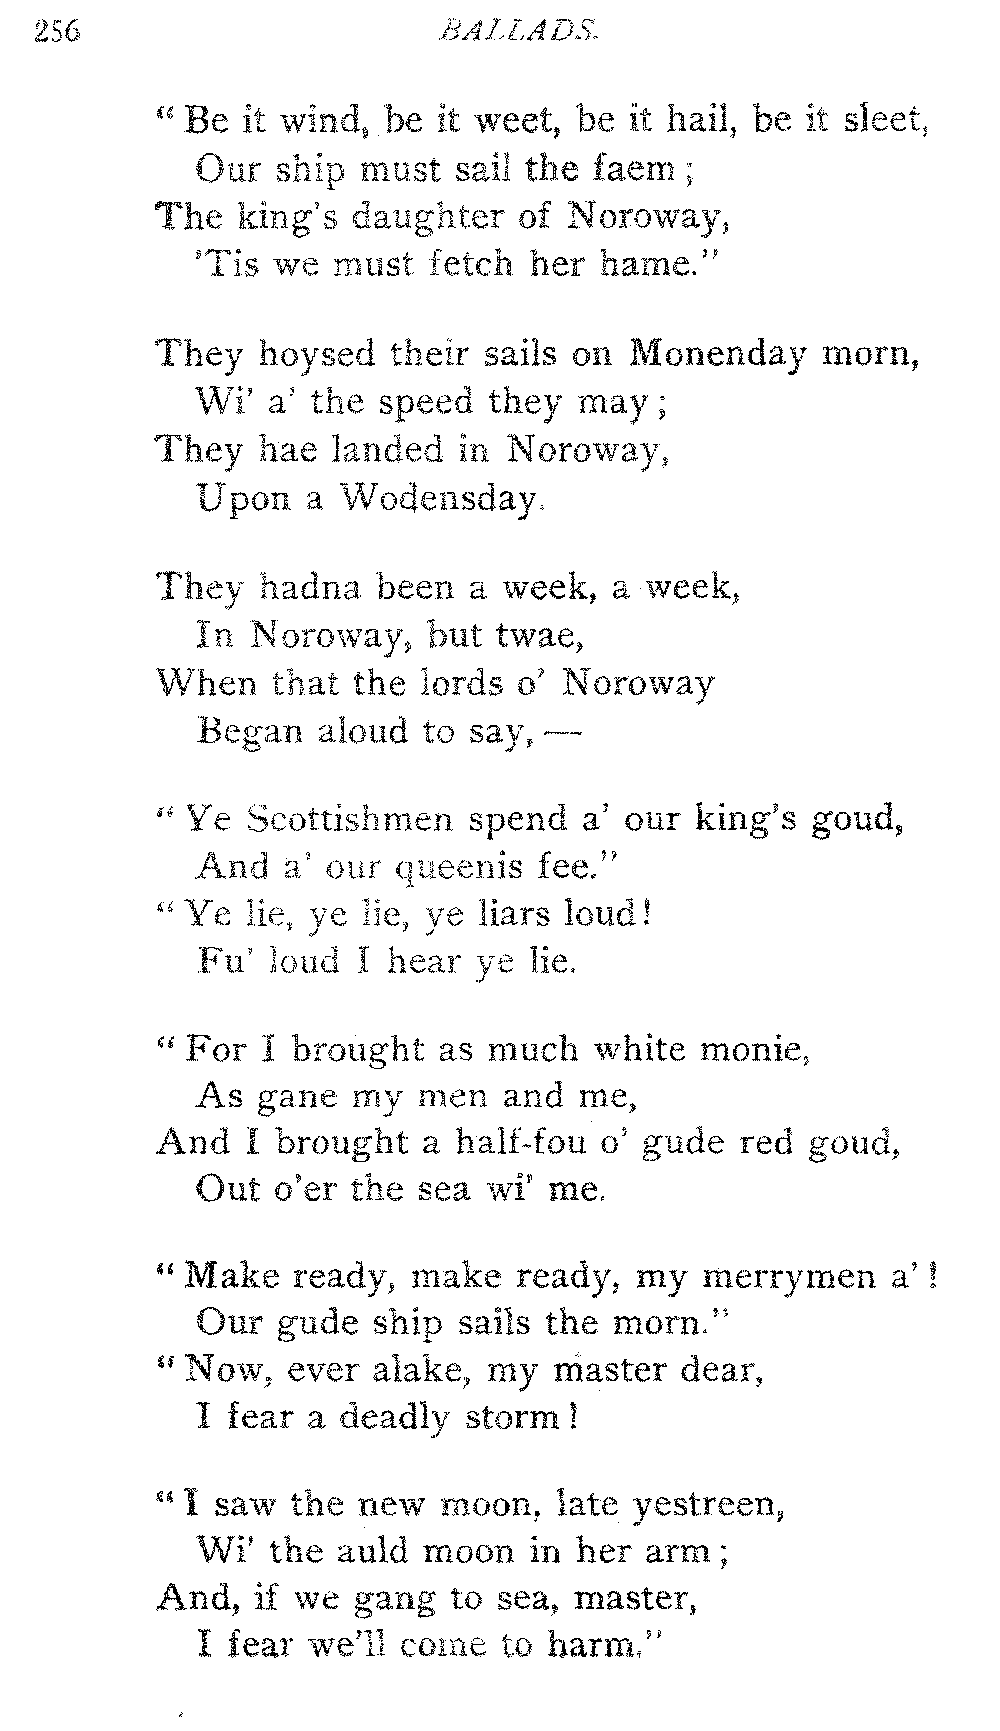 256 BALLADS.
“Be it wind, be it weet, be it hail, be it sleet,
Our ship must sail the faem;
The king's daughter of Noroway,
'Tis we must fetch her hame.”
They hoysed their sails on Monenday morn,
Wi' a' the speed they may;
They hae landed in Noroway,
Upon a Wodensday.
They hadna been a week, a week,
In Noroway, but twae,
When that the lords o' Noroway
Began aloud to say,—
“Ye Scottishmen spend a' our king's goud,
And a' our queenis fee.”
“Ye lie, ye lie, ye liars loud!
Fu' loud I hear ye lie.
“For I brought as much white monie,
As gane my men and me,
And I brought a half-fou o' gude red goud,
Out o'er the sea wi' me.
“Make ready, make ready, my merrymen a'!
Our gude ship sails the morn.”
“Now, ever alake, my master dear,
I fear a deadly storm!
“I saw the new moon, late yestreen,
Wi' the auld moon in her arm;
And, if we gang to sea, master,
I fear we'll come to harm.”